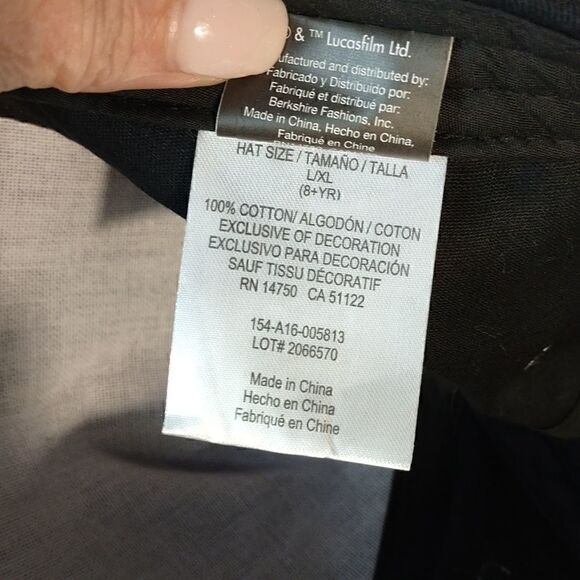 & ™ Lucasfilm Ltd.
ufactured and distributed by:
Fabricado y Distribuido por:
Fabriqué et distribué par:
Berkshire Fashions, Inc.
Made in China, Hecho en China,
Fabriqué en Chine
HAT SIZE / TAMAÑO / TALLA
L/XL
(8+YR)
100% COTTON/ ALGODÓN / COTON
EXCLUSIVE OF DECORATION
EXCLUSIVO PARA DECORACIÓN
SAUF TISSU DÉCORATIF
RN 14750 CA 51122
154-A16-005813
LOT# 2066570
Made in China
Hecho en China
Fabriqué en Chine